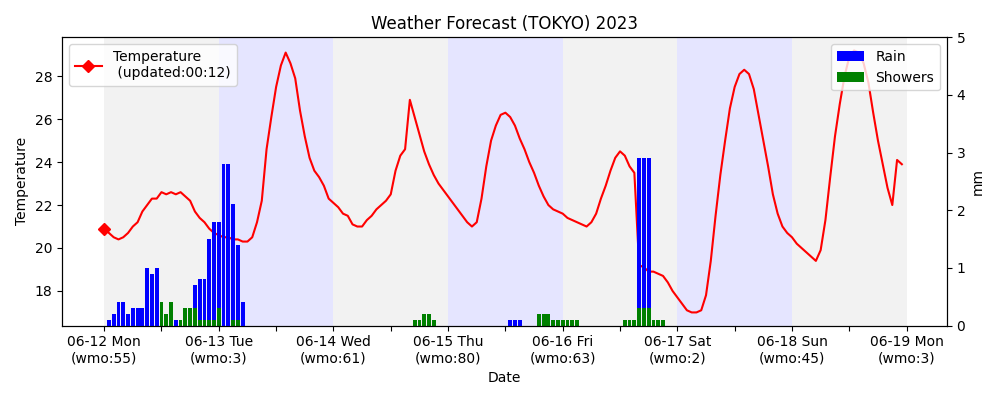 Weather Forecast (TOKYO) 2023
Temperature
(updated:00:12)
Rain
Showers
Temperature
28
26
24
22
20
18
5
4
3
2
1
0
mm
06-12 Mon
(wmo:55)
06-13 Tue
(wmo:3)
06-14 Wed
(wmo:61)
06-15 Thu
(wmo:80)
06-16 Fri
(wmo:63)
06-17 Sat
(wmo:2)
06-18 Sun
(wmo:45)
06-19 Mon
(wmo:3)
Date